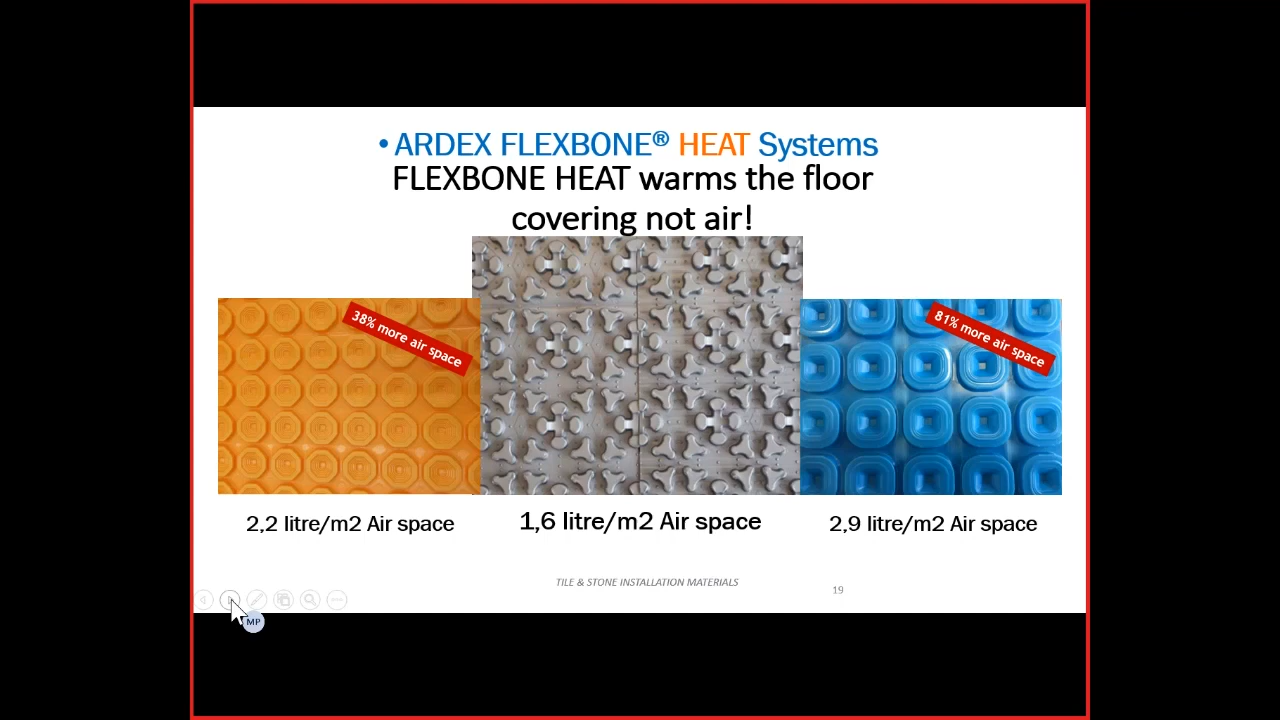 • ARDEX FLEXBONE® HEAT Systems
FLEXBONE HEAT warms the floor
covering not air!
38% more air space
81% more air space
2,2 litre/m2 Air space
1,6 litre/m2 Air space
2,9 litre/m2 Air space
TILE & STONE INSTALLATION MATERIALS
19
MP